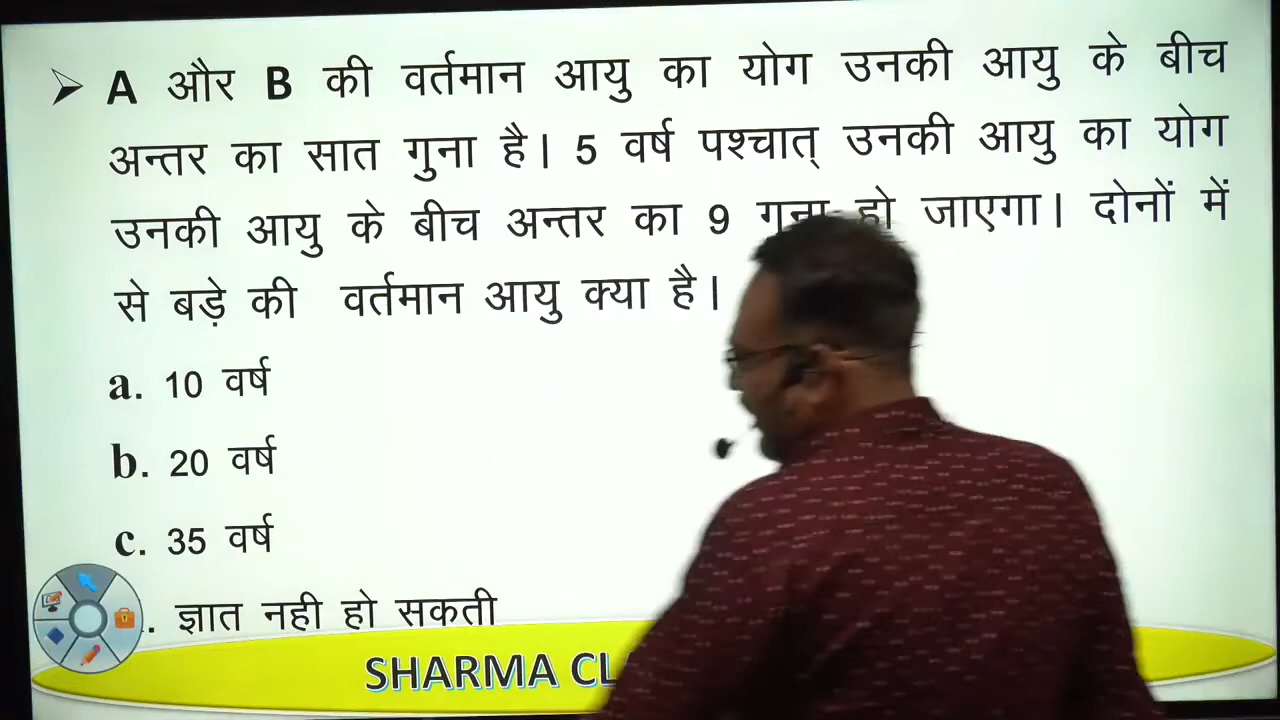 ➢ A और B की वर्तमान आयु का योग उनकी आयु के बीच
अन्तर का सात गुना है। 5 वर्ष पश्चात् उनकी आयु का योग
उनकी आयु के बीच अन्तर का 9 गुना हो जाएगा। दोनों में
से बड़े की वर्तमान आयु क्या है।
a. 10 वर्ष
b. 20 वर्ष
c. 35 वर्ष
. ज्ञात नही हो सकती
SHARMA